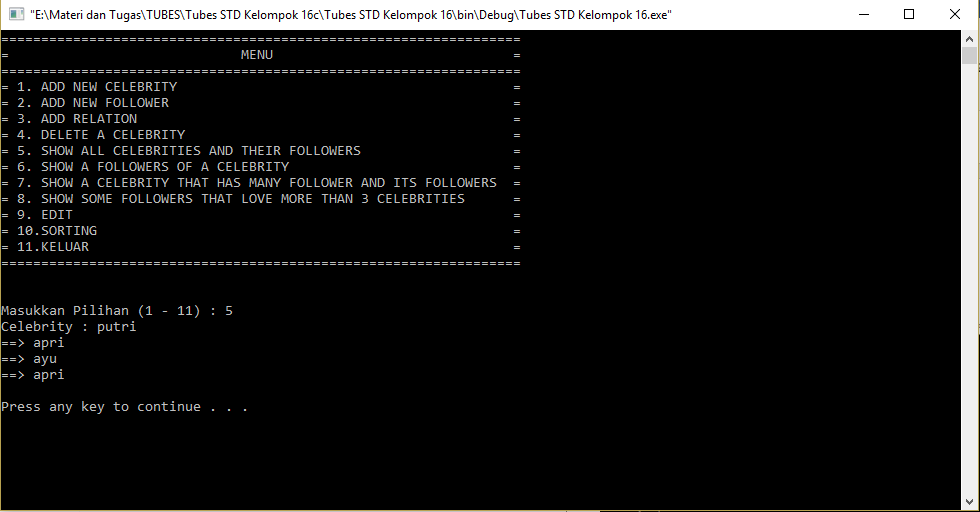 "E:\Materi dan Tugas\TUBES\Tubes STD Kelompok 16c\Tubes STD Kelompok 16\bin\Debug\Tubes STD Kelompok 16.exe"
=================================================================
=                             MENU                              =
=================================================================
= 1. ADD NEW CELEBRITY                                          =
= 2. ADD NEW FOLLOWER                                           =
= 3. ADD RELATION                                               =
= 4. DELETE A CELEBRITY                                         =
= 5. SHOW ALL CELEBRITIES AND THEIR FOLLOWERS                   =
= 6. SHOW A FOLLOWERS OF A CELEBRITY                            =
= 7. SHOW A CELEBRITY THAT HAS MANY FOLLOWER AND ITS FOLLOWERS  =
= 8. SHOW SOME FOLLOWERS THAT LOVE MORE THAN 3 CELEBRITIES      =
= 9. EDIT                                                       =
= 10.SORTING                                                    =
= 11.KELUAR                                                     =
=================================================================
Masukkan Pilihan (1 - 11) : 5
Celebrity : putri
==> apri
==> ayu
==> apri
Press any key to continue . . .